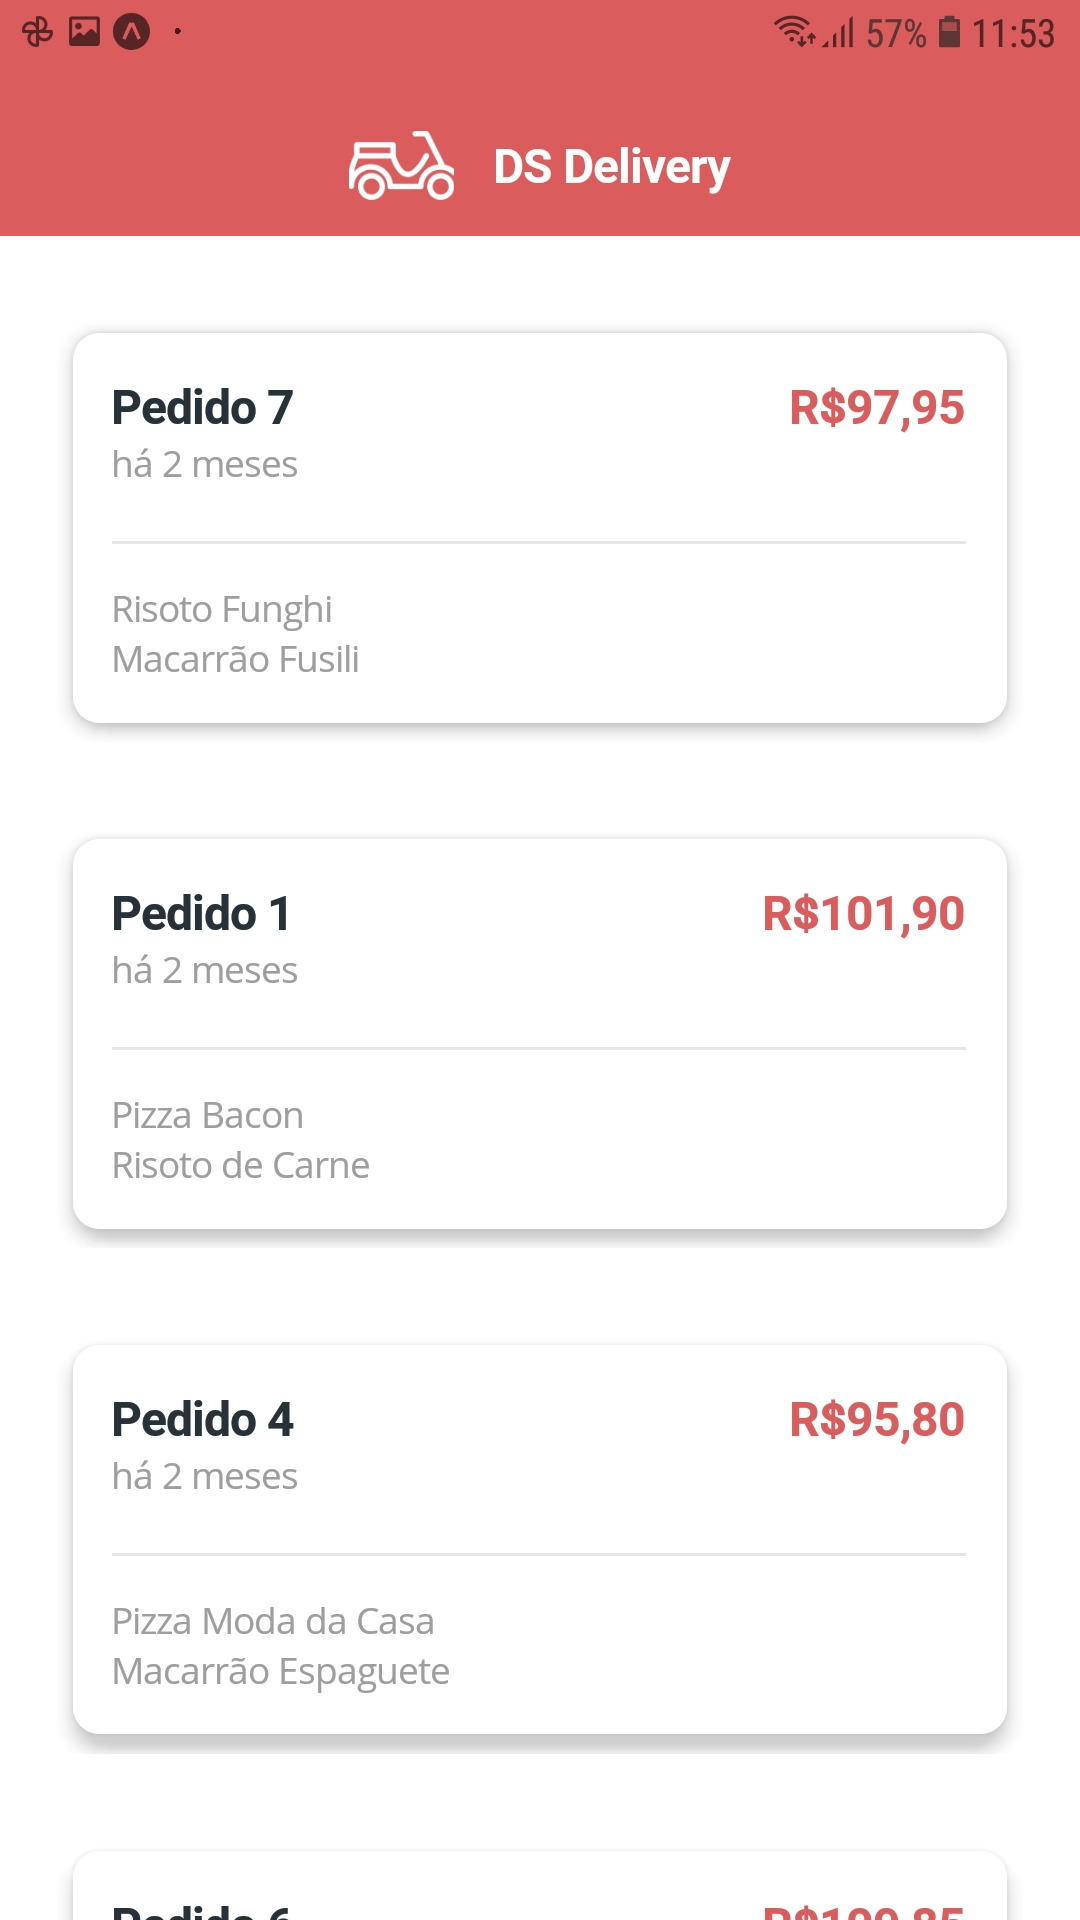 57% 11:53
DS Delivery
Pedido 7 R$97,95
há 2 meses
Risoto Funghi
Macarrão Fusili
Pedido 1 R$101,90
há 2 meses
Pizza Bacon
Risoto de Carne
Pedido 4 R$95,80
há 2 meses
Pizza Moda da Casa
Macarrão Espaguete
Pedido 6